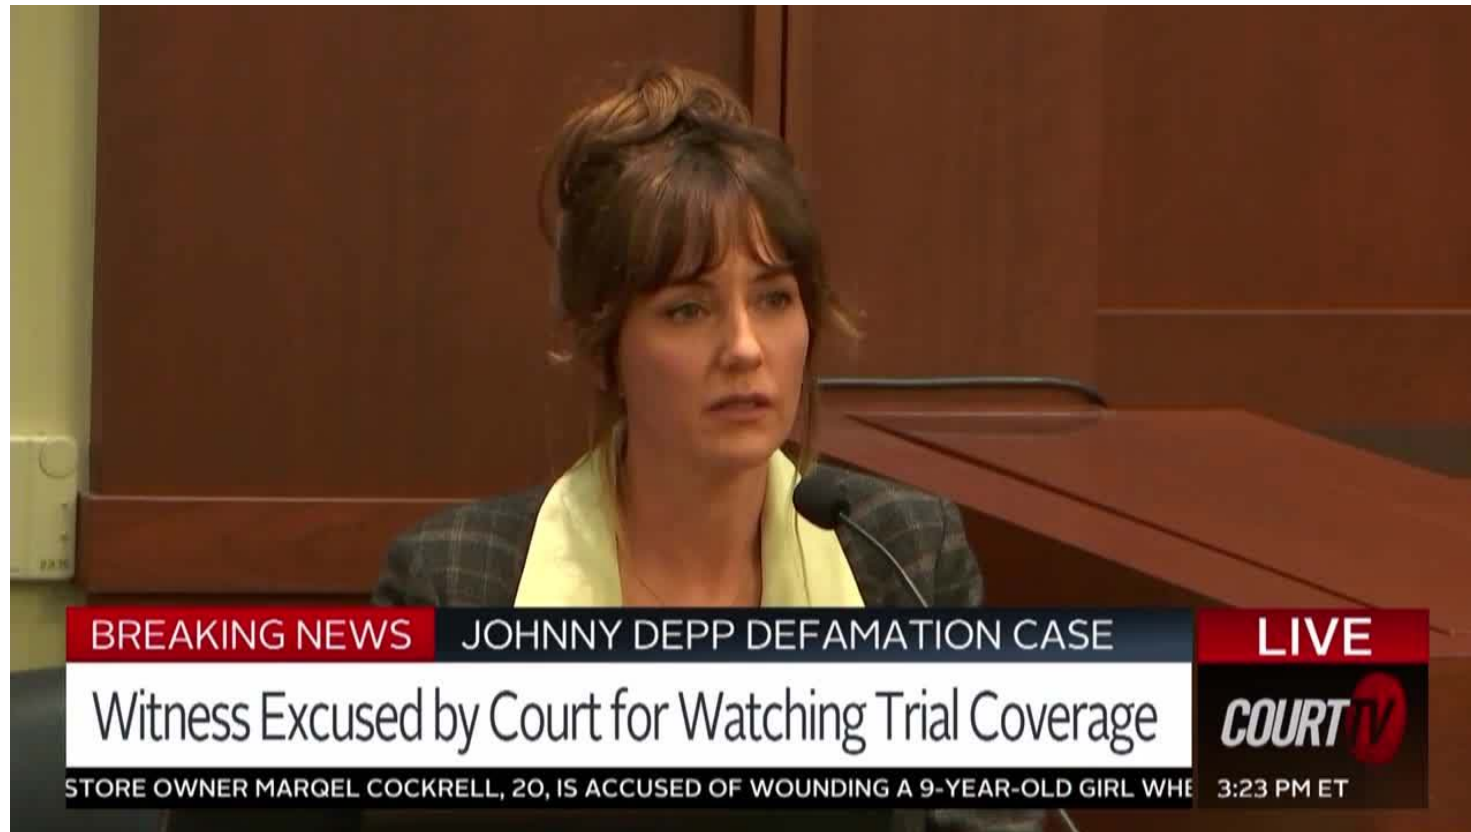 BREAKING NEWS
JOHNNY DEPP DEFAMATION CASE
LIVE
Witness Excused by Court for Watching Trial Coverage
COURT TV
STORE OWNER MARQEL COCKRELL, 20, IS ACCUSED OF WOUNDING A 9-YEAR-OLD GIRL WHE
3:23 PM ET